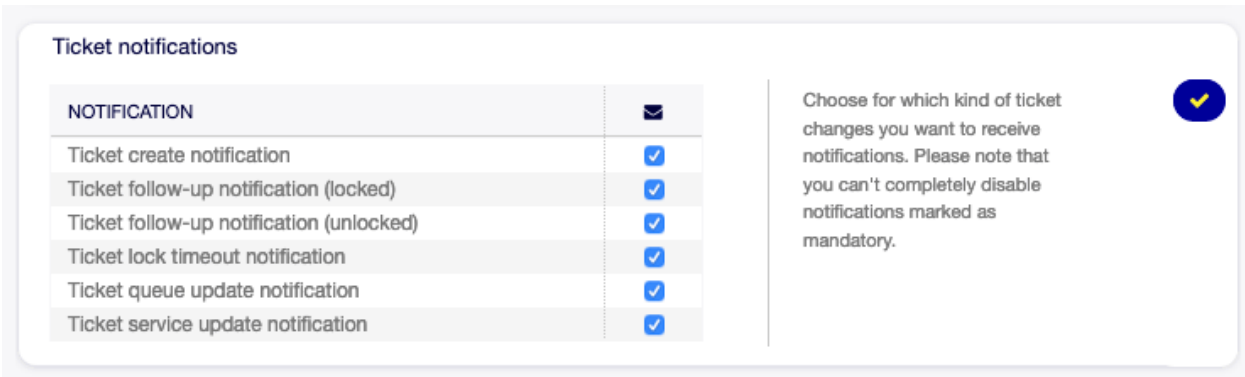 Ticket notifications
NOTIFICATION
Ticket create notification
Ticket follow-up notification (locked)
Ticket follow-up notification (unlocked)
Ticket lock timeout notification
Ticket queue update notification
Ticket service update notification
Choose for which kind of ticket
changes you want to receive
notifications. Please note that
you can't completely disable
notifications marked as
mandatory.